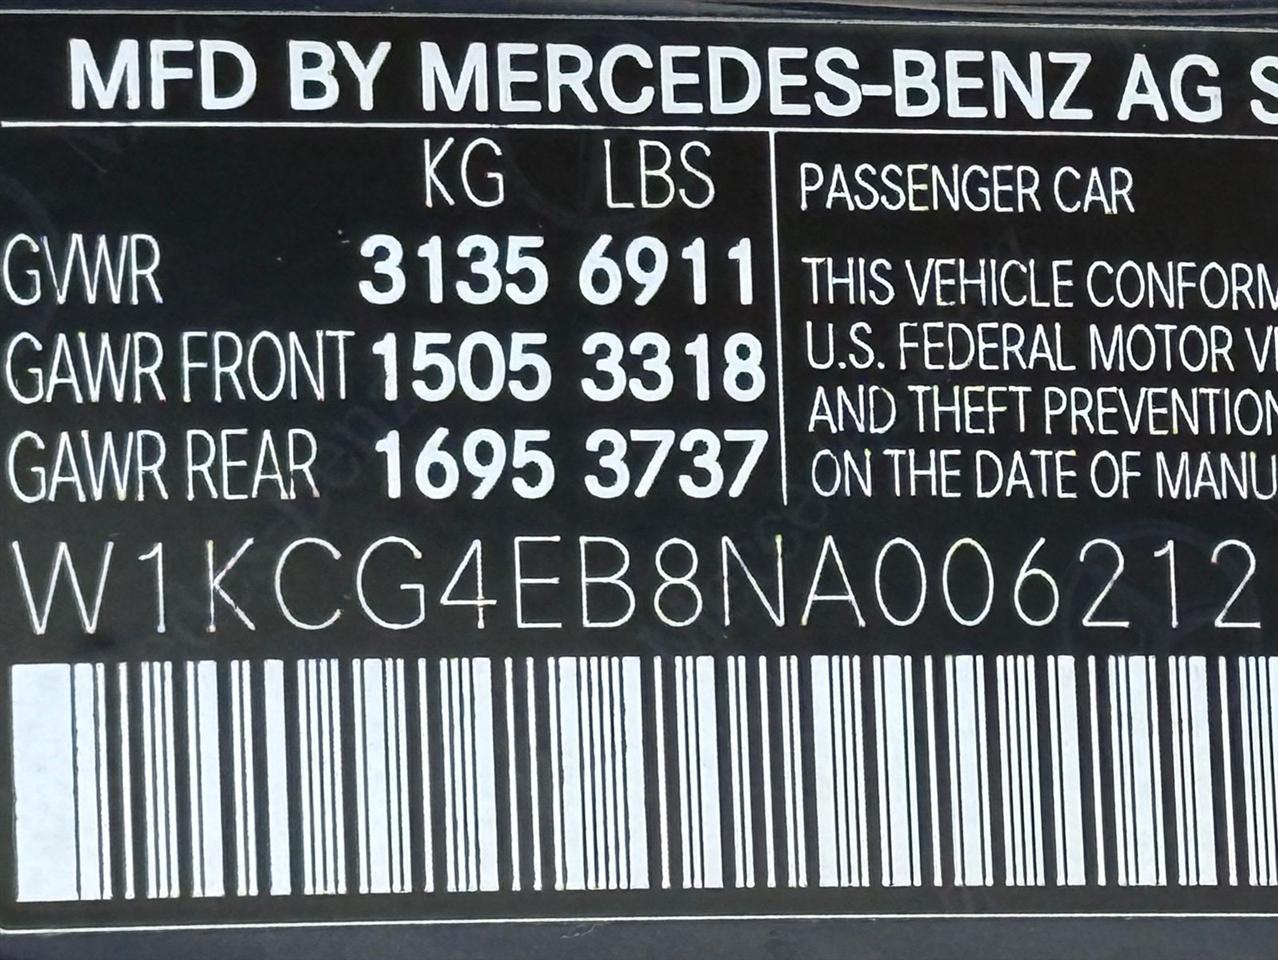 MFD BY MERCEDES-BENZ AG S
KG LBS
GVWR 3135 6911
GAWR FRONT 1505 3318
GAWR REAR 1695 3737
PASSENGER CAR
THIS VEHICLE CONFORM
U.S. FEDERAL MOTOR VE
AND THEFT PREVENTION
ON THE DATE OF MANU
W1KCG4EB8NA006212